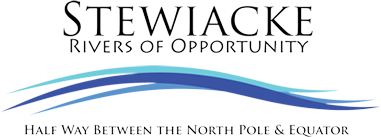 STEWIACKE
RIVERS OF OPPORTUNITY
HALF WAY BETWEEN THE NORTH POLE & EQUATOR